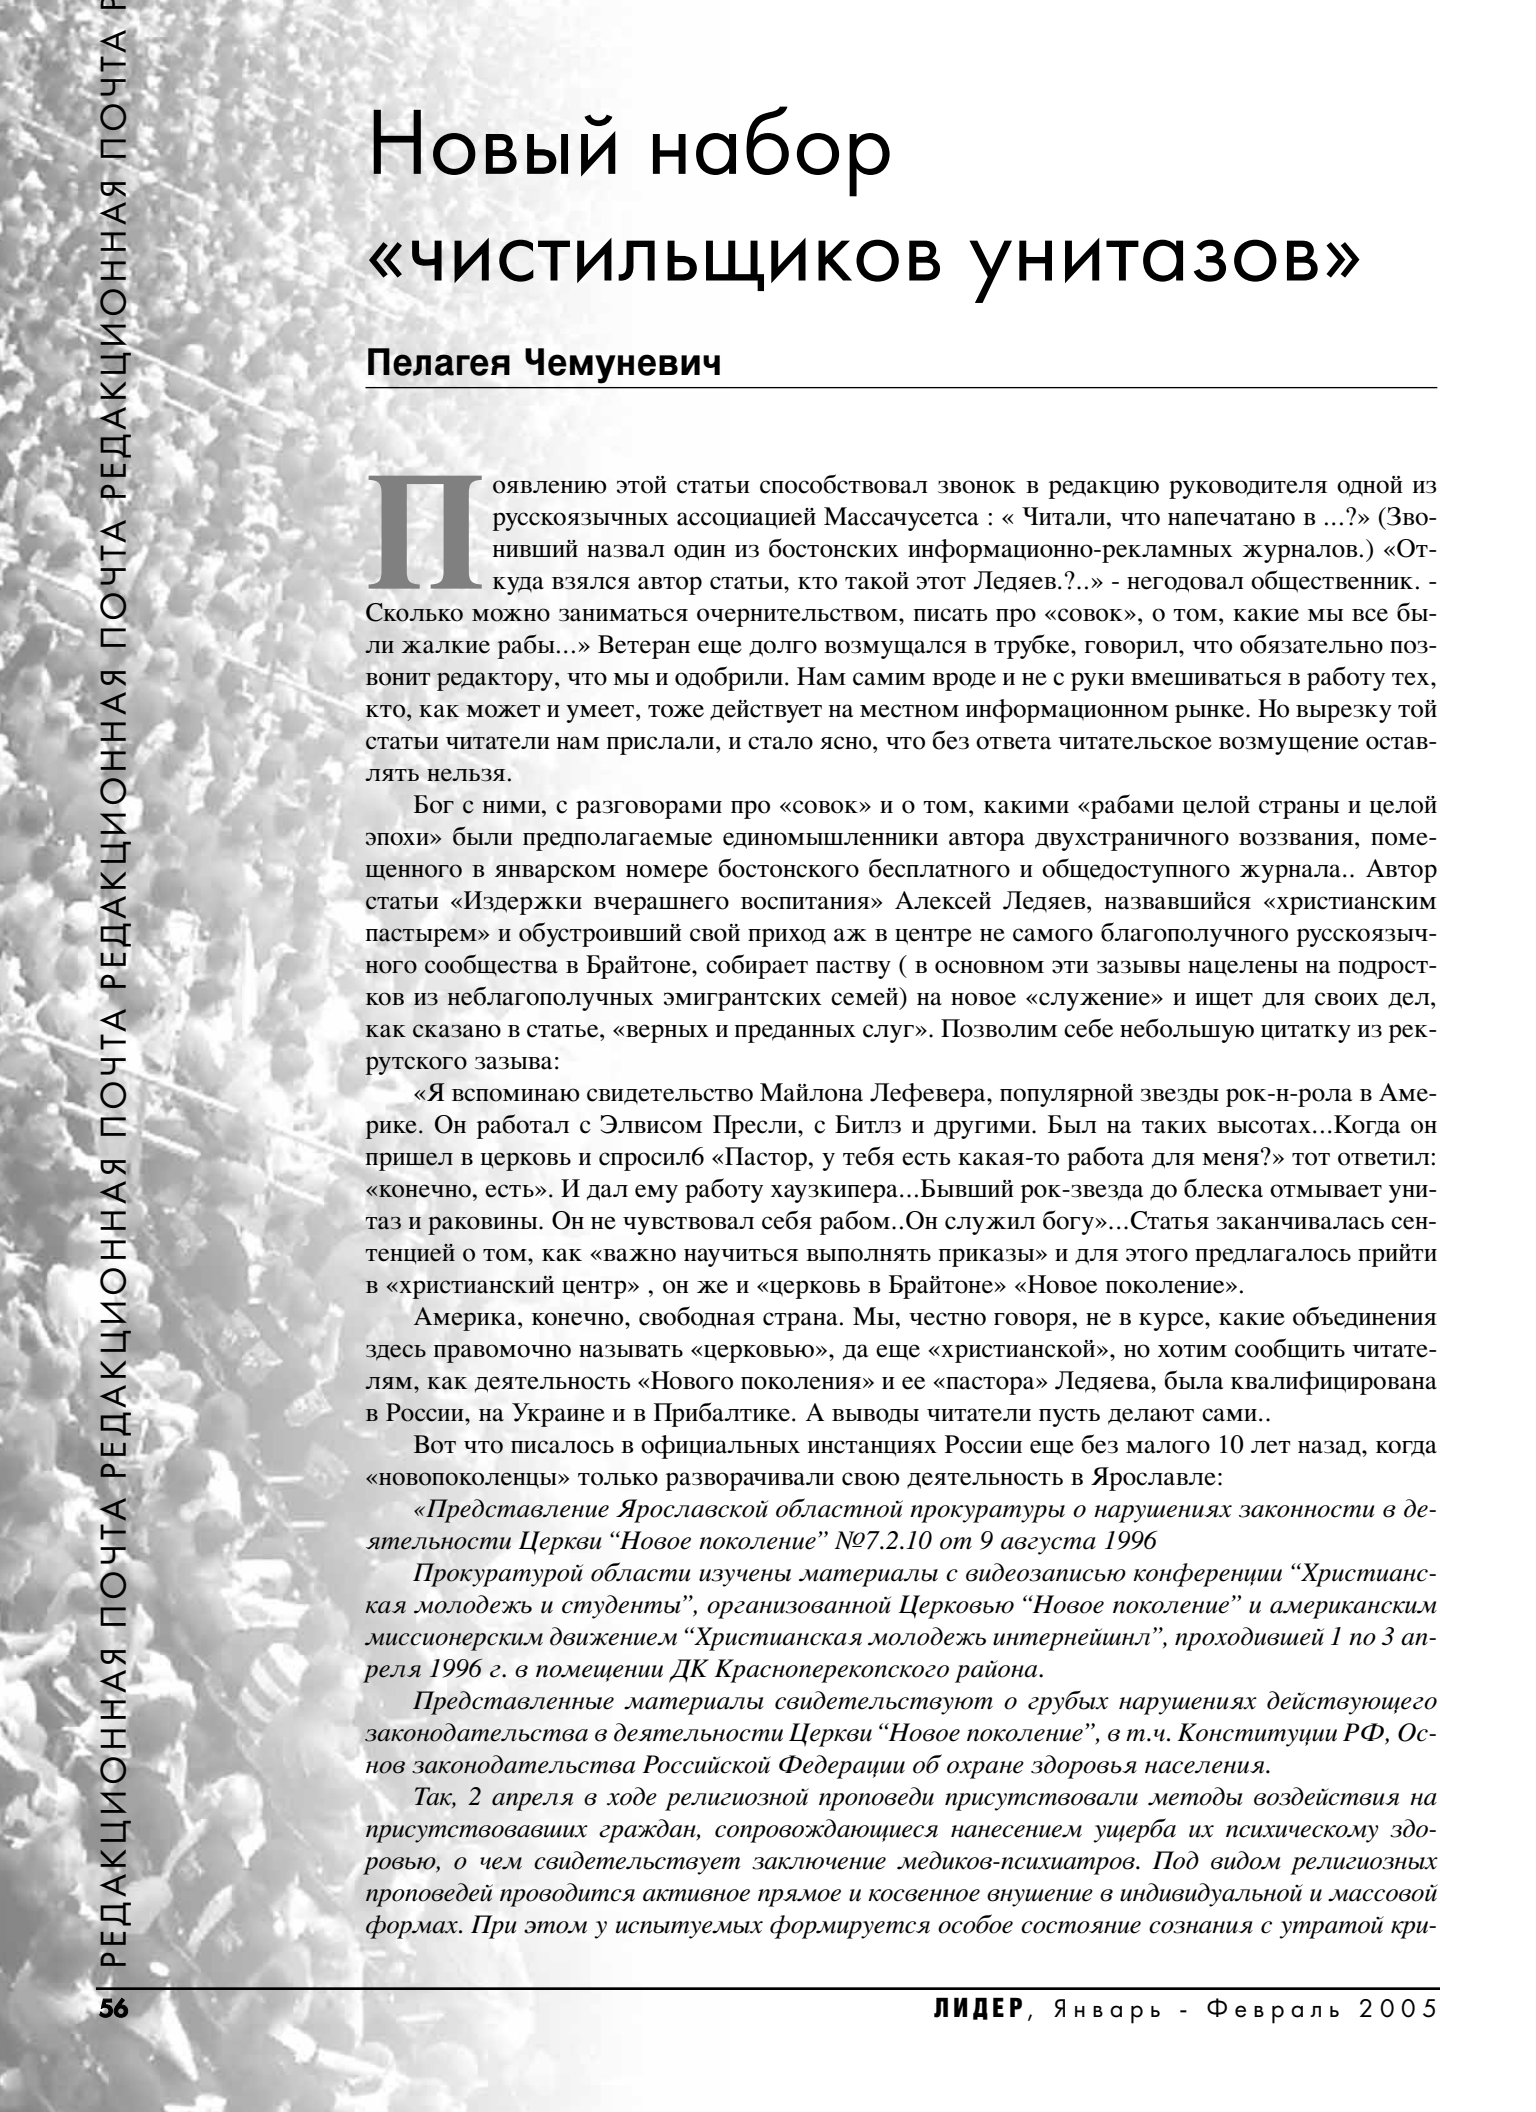 РЕДАКЦИОННАЯ ПОЧТА РЕДАКЦИОННАЯ ПОЧТА РЕДАКЦИОННАЯ ПОЧТА РЕДАКЦИОННАЯ ПОЧТА РЕДАКЦИОННАЯ ПОЧТА РЕДАКЦИОННАЯ ПОЧТА
Новый набор
«чистильщиков унитазов»
Пелагея Чемуневич
Появлению этой статьи способствовал звонок в редакцию руководителя одной из
русскоязычных ассоциацией Массачусетса : « Читали, что напечатано в ...?» (Зво-
нивший назвал один из бостонских информационно-рекламных журналов.) «От-
куда взялся автор статьи, кто такой этот Ледяев.?..» - негодовал общественник. -
Сколько можно заниматься очернительством, писать про «совок», о том, какие мы все бы-
ли жалкие рабы...» Ветеран еще долго возмущался в трубке, говорил, что обязательно поз-
вонит редактору, что мы и одобрили. Нам самим вроде и не с руки вмешиваться в работу тех,
кто, как может и умеет, тоже действует на местном информационном рынке. Но вырезку той
статьи читатели нам прислали, и стало ясно, что без ответа читательское возмущение остав-
лять нельзя.
Бог с ними, с разговорами про «совок» и о том, какими «рабами целой страны и целой
эпохи» были предполагаемые единомышленники автора двухстраничного воззвания, поме-
щенного в январском номере бостонского бесплатного и общедоступного журнала.. Автор
статьи «Издержки вчерашнего воспитания» Алексей Ледяев, назвавшийся «христианским
пастырем» и обустроивший свой приход аж в центре не самого благополучного русскоязыч-
ного сообщества в Брайтоне, собирает паству ( в основном эти зазывы нацелены на подрост-
ков из неблагополучных эмигрантских семей) на новое «служение» и ищет для своих дел,
как сказано в статье, «верных и преданных слуг». Позволим себе небольшую цитатку из рек-
рутского зазыва:
«Я вспоминаю свидетельство Майлона Лефевера, популярной звезды рок-н-рола в Аме-
рике. Он работал с Элвисом Пресли, с Битлз и другими. Был на таких высотах...Когда он
пришел в церковь и спросил6 «Пастор, у тебя есть какая-то работа для меня?» тот ответил:
«конечно, есть». И дал ему работу хаузкипера...Бывший рок-звезда до блеска отмывает уни-
таз и раковины. Он не чувствовал себя рабом..Он служил богу»...Статья заканчивалась сен-
тенцией о том, как «важно научиться выполнять приказы» и для этого предлагалось прийти
в «христианский центр» , он же и «церковь в Брайтоне» «Новое поколение».
Америка, конечно, свободная страна. Мы, честно говоря, не в курсе, какие объединения
здесь правомочно называть «церковью», да еще «христианской», но хотим сообщить читате-
лям, как деятельность «Нового поколения» и ее «пастора» Ледяева, была квалифицирована
в России, на Украине и в Прибалтике. А выводы читатели пусть делают сами..
Вот что писалось в официальных инстанциях России еще без малого 10 лет назад, когда
«новопоколенцы» только разворачивали свою деятельность в Ярославле:
«Представление Ярославской областной прокуратуры о нарушениях законности в де-
ятельности Церкви “Новое поколение” №7.2.10 от 9 августа 1996
Прокуратурой области изучены материалы с видеозаписью конференции “Христианс-
кая молодежь и студенты”, организованной Церковью “Новое поколение” и американским
миссионерским движением “Христианская молодежь интернейшнл”, проходившей 1 по 3 ап-
реля 1996 г. в помещении ДК Красноперекопского района.
Представленные материалы свидетельствуют о грубых нарушениях действующего
законодательства в деятельности Церкви “Новое поколение”, в т.ч. Конституции РФ, Ос-
нов законодательства Российской Федерации об охране здоровья населения.
Так, 2 апреля в ходе религиозной проповеди присутствовали методы воздействия на
присутствовавших граждан, сопровождающиеся нанесением ущерба их психическому здо-
ровью, о чем свидетельствует заключение медиков-психиатров. Под видом религиозных
проповедей проводится активное прямое и косвенное внушение в индивидуальной и массовой
формах. При этом у испытуемых формируется особое состояние сознания с утратой кри-
56
ЛИДЕР, Январь - Февраль 2005